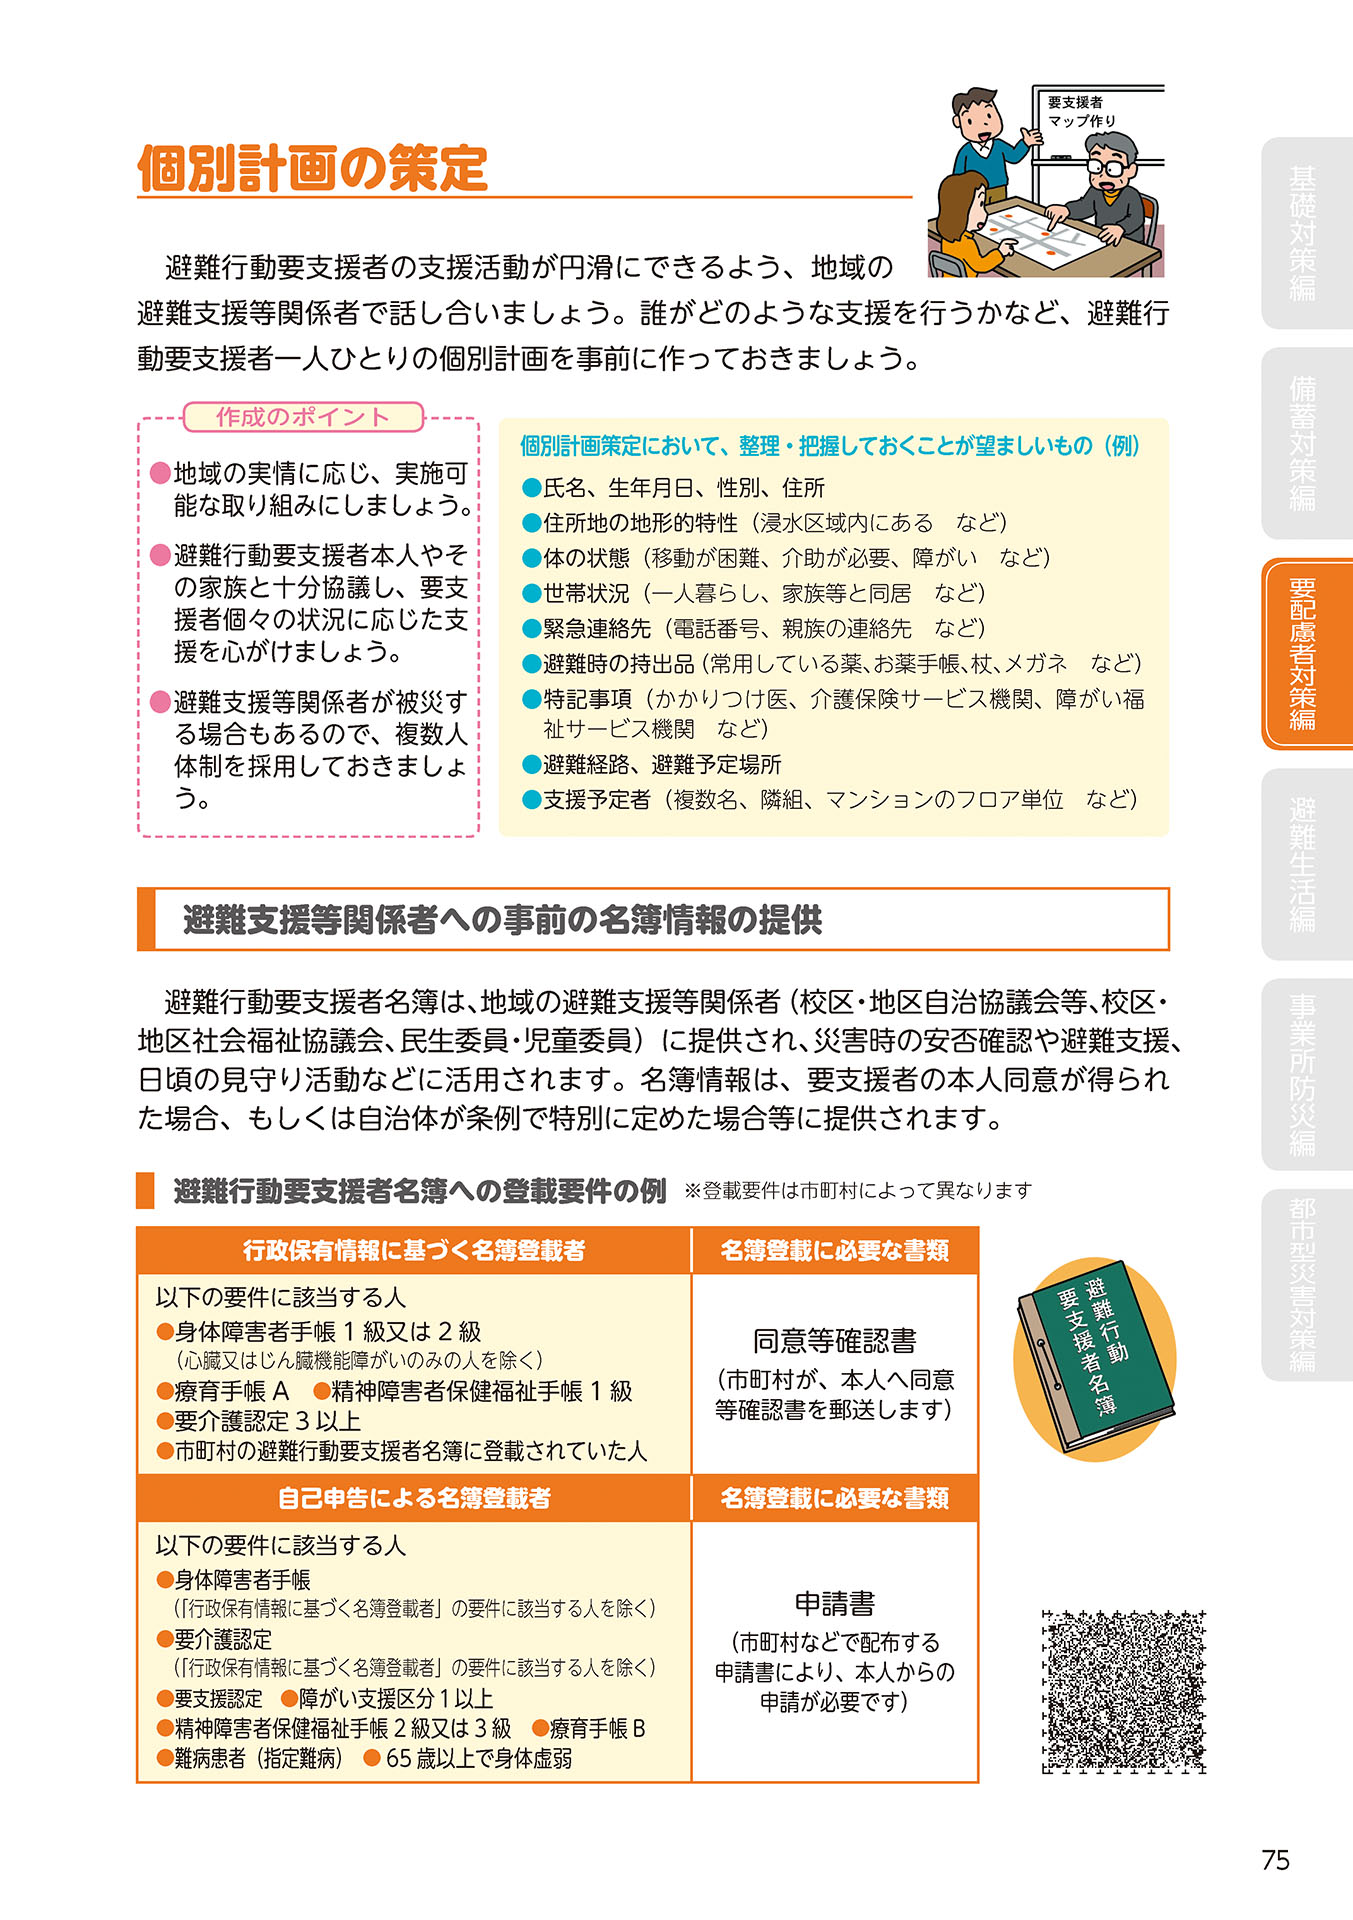 要支援者
マップ作り
個別計画の策定
避難行動要支援者の支援活動が円滑にできるよう、地域の
避難支援等関係者で話し合いましょう。誰がどのような支援を行うかなど、避難行
動要支援者一人ひとりの個別計画を事前に作っておきましょう。
作成のポイント
●地域の実情に応じ、実施可
能な取り組みにしましょう。
●避難行動要支援者本人やそ
の家族と十分協議し、要支
援者個々の状況に応じた支
援を心がけましょう。
●避難支援等関係者が被災す
る場合もあるので、複数人
体制を採用しておきましょ
う。
個別計画策定において、整理・把握しておくことが望ましいもの（例）
●氏名、生年月日、性別、住所
●住所地の地形的特性（浸水区域内にある　など）
●体の状態（移動が困難、介助が必要、障がい　など）
●世帯状況（一人暮らし、家族等と同居　など）
●緊急連絡先（電話番号、親族の連絡先　など）
●避難時の持出品（常用している薬、お薬手帳、杖、メガネ　など）
●特記事項（かかりつけ医、介護保険サービス機関、障がい福
祉サービス機関　など）
●避難経路、避難予定場所
●支援予定者（複数名、隣組、マンションのフロア単位　など）
避難支援等関係者への事前の名簿情報の提供
避難行動要支援者名簿は、地域の避難支援等関係者（校区・地区自治協議会等、校区・
地区社会福祉協議会、民生委員・児童委員）に提供され、災害時の安否確認や避難支援、
日頃の見守り活動などに活用されます。名簿情報は、要支援者の本人同意が得られ
た場合、もしくは自治体が条例で特別に定めた場合等に提供されます。
避難行動要支援者名簿への登載要件の例　※登載要件は市町村によって異なります
行政保有情報に基づく名簿登載者
名簿登載に必要な書類
以下の要件に該当する人
●身体障害者手帳1級又は2級
（心臓又はじん臓機能障がいのみの人を除く）
●療育手帳A　●精神障害者保健福祉手帳1級
●要介護認定3以上
●市町村の避難行動要支援者名簿に登載されていた人
同意等確認書
（市町村が、本人へ同意
等確認書を郵送します）
自己申告による名簿登載者
名簿登載に必要な書類
以下の要件に該当する人
●身体障害者手帳
（「行政保有情報に基づく名簿登載者」の要件に該当する人を除く）
●要介護認定
（「行政保有情報に基づく名簿登載者」の要件に該当する人を除く）
●要支援認定　●障がい支援区分1以上
●精神障害者保健福祉手帳2級又は3級　●療育手帳B
●難病患者（指定難病）　●65歳以上で身体虚弱
申請書
（市町村などで配布する
申請書により、本人からの
申請が必要です）
避難行動
要支援者名簿
基礎対策編
備蓄対策編
要配慮者対策編
避難生活編
事業所防災編
都市型災害対策編
75